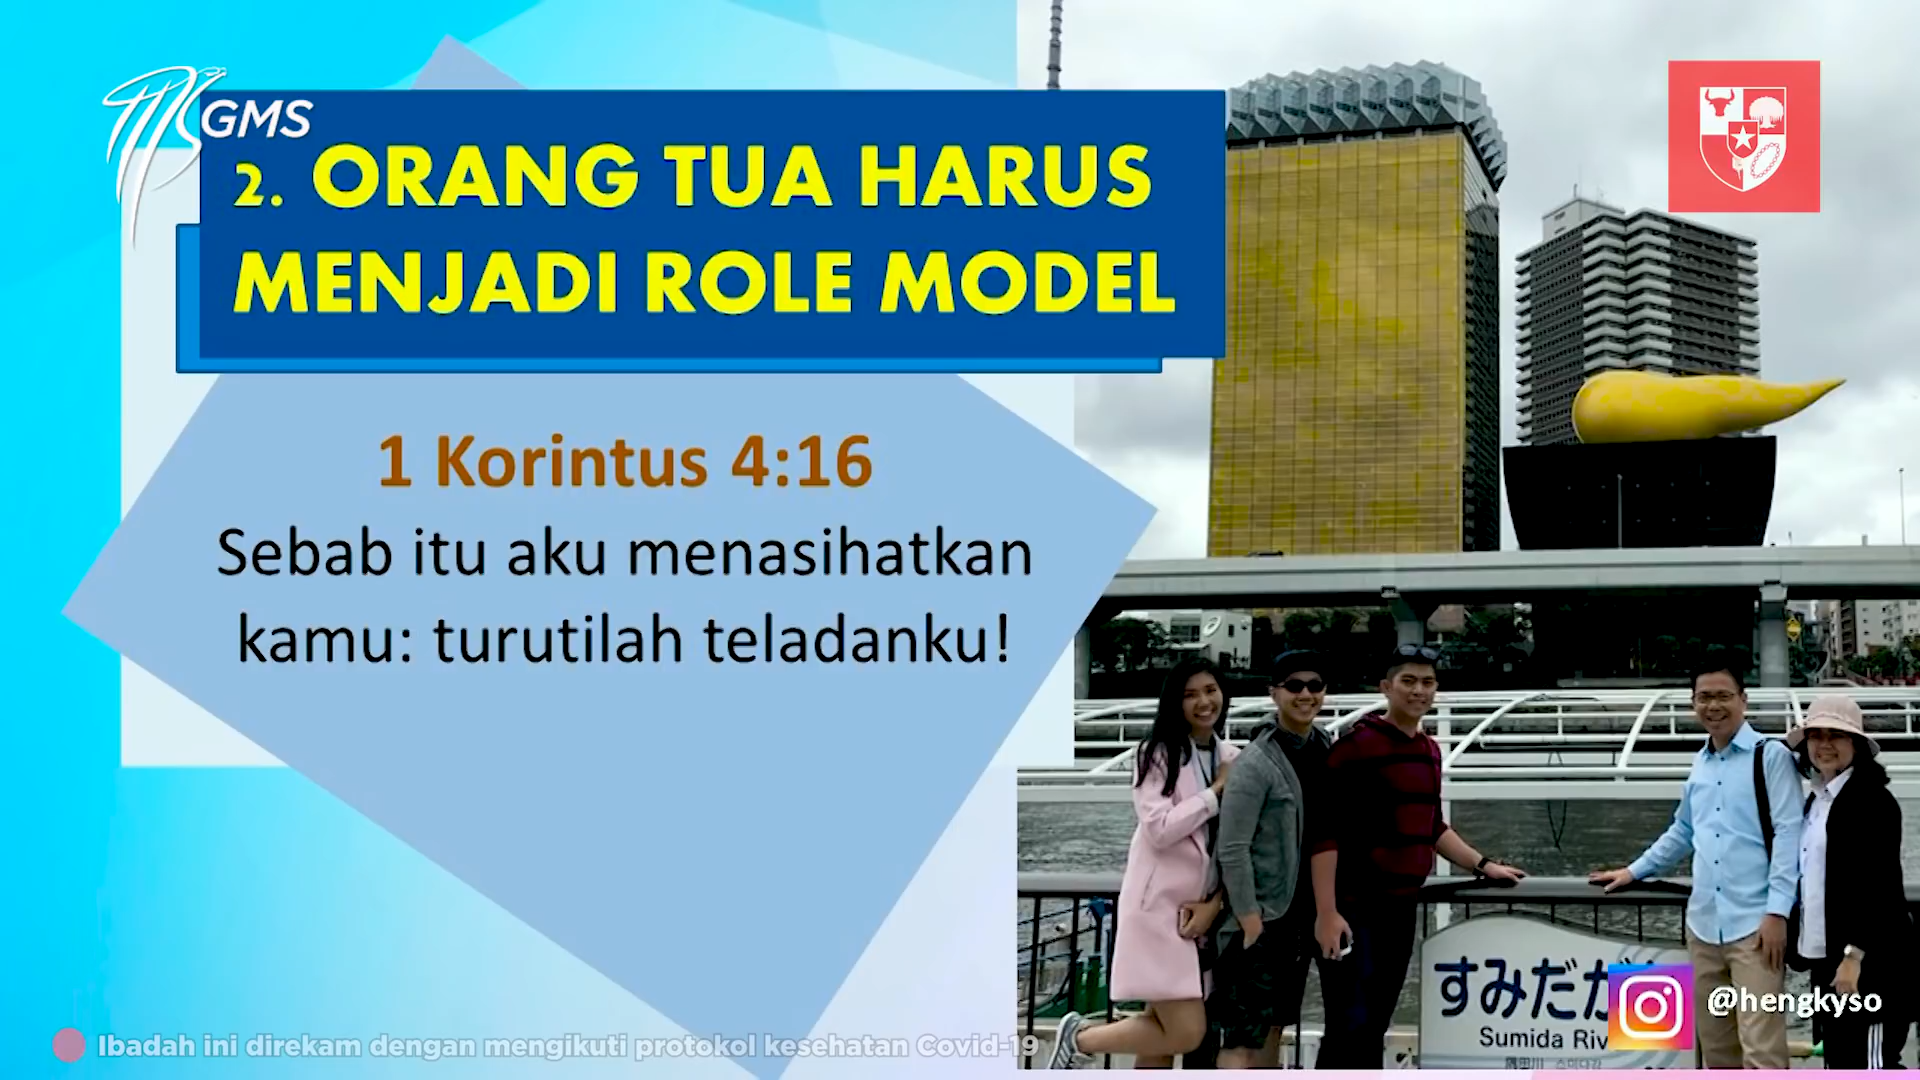 GMS
2. ORANG TUA HARUS
MENJADI ROLE MODEL
1 Korintus 4:16
Sebab itu aku menasihatkan
kamu: turutilah teladanku!
すみだが
Sumida Riv
@hengkyso
Ibadah ini direkam dengan mengikuti protokol kesehatan Covid-19